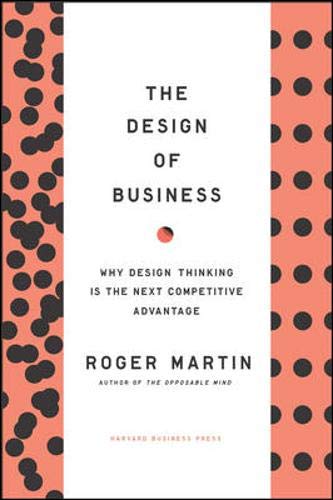 THE
DESIGN
OF
BUSINESS
WHY DESIGN THINKING
IS THE NEXT COMPETITIVE
ADVANTAGE
ROGER MARTIN
AUTHOR OF THE OPPOSABLE MIND
HARVARD BUSINESS PRESS